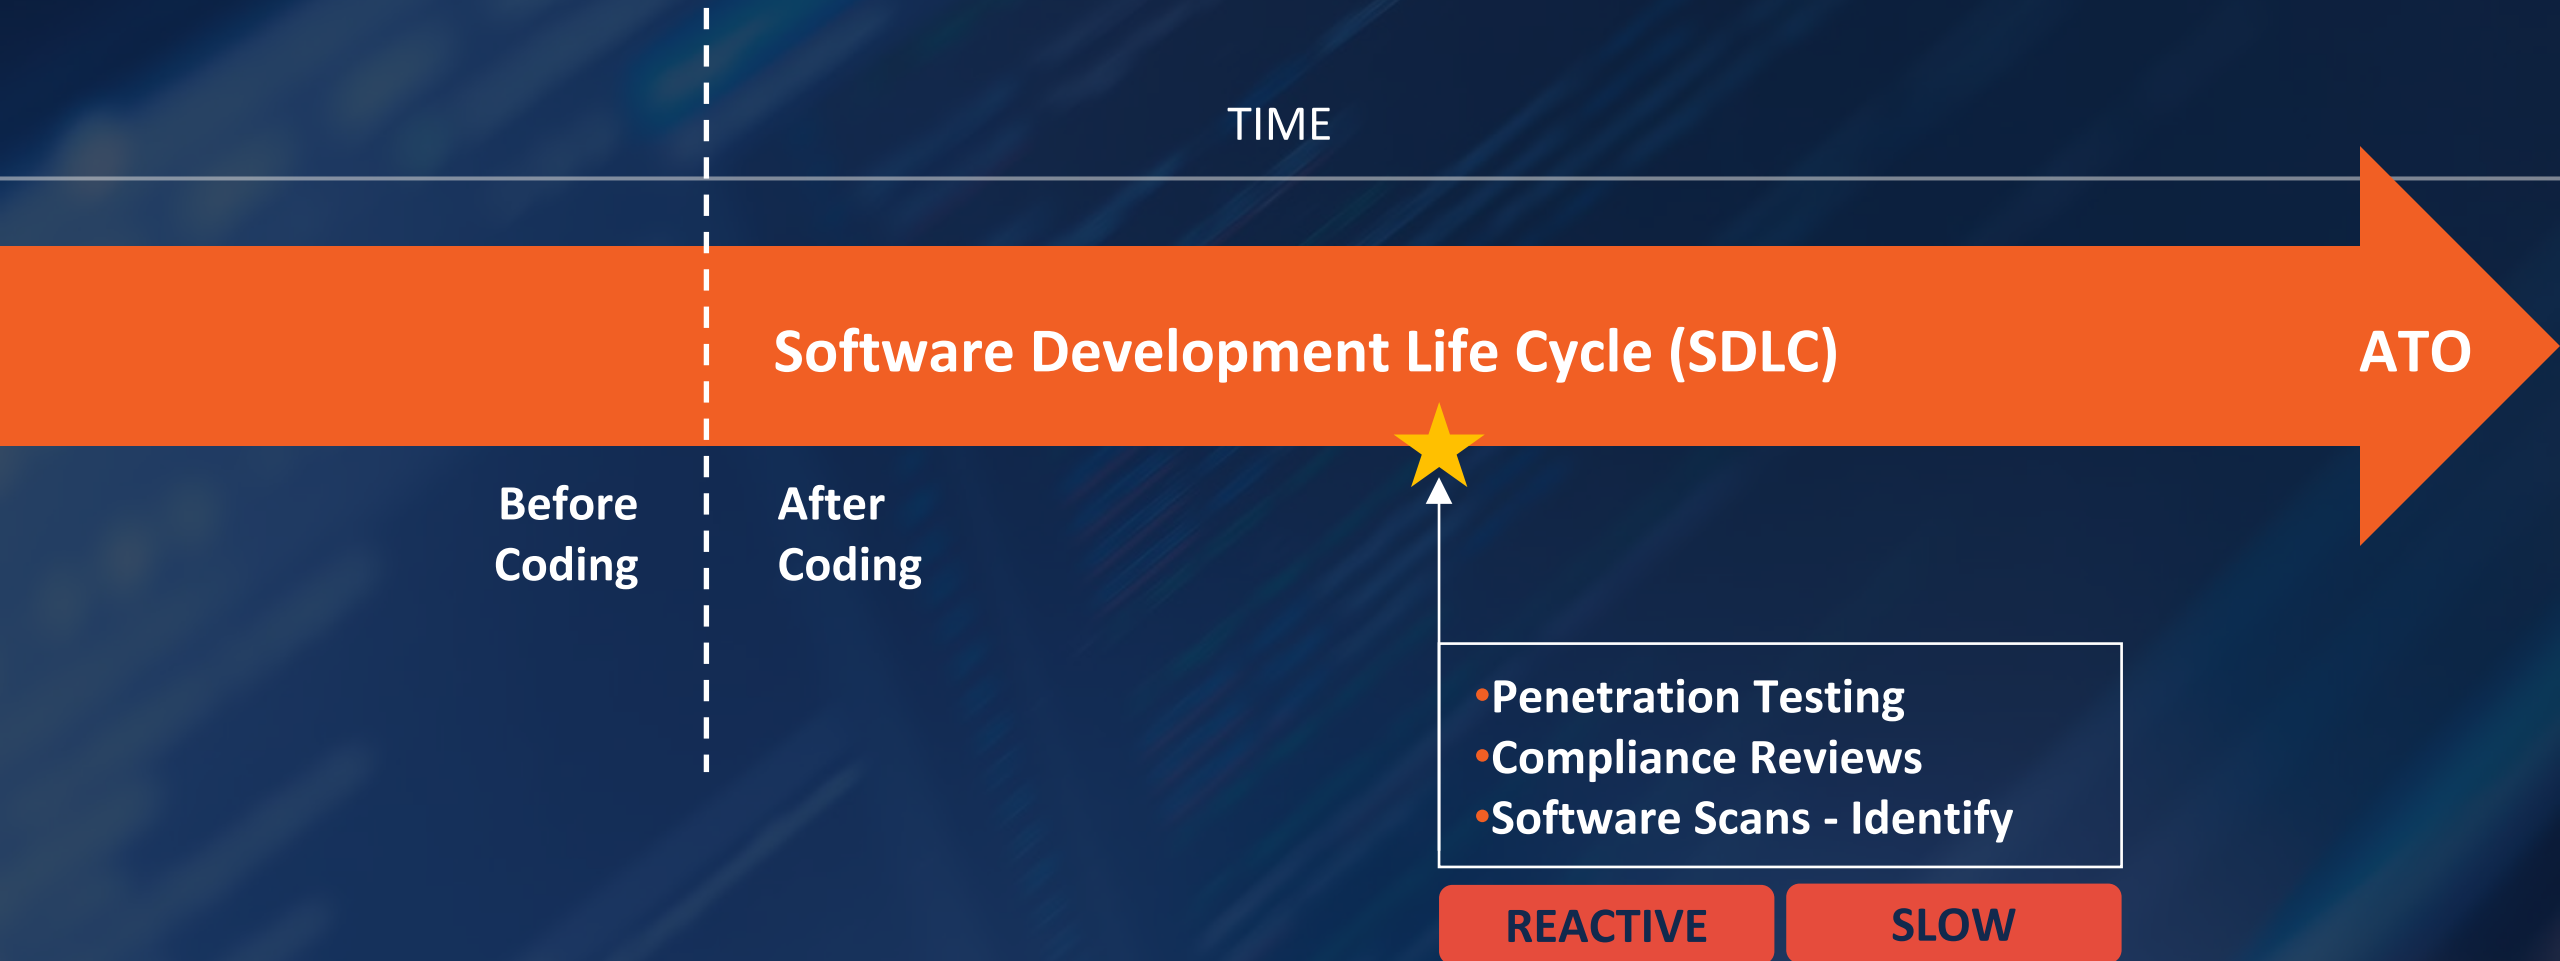 TIME
Software Development Life Cycle (SDLC)
ATO
Before
Coding
After
Coding
•Penetration Testing
•Compliance Reviews
•Software Scans - Identify
REACTIVE
SLOW